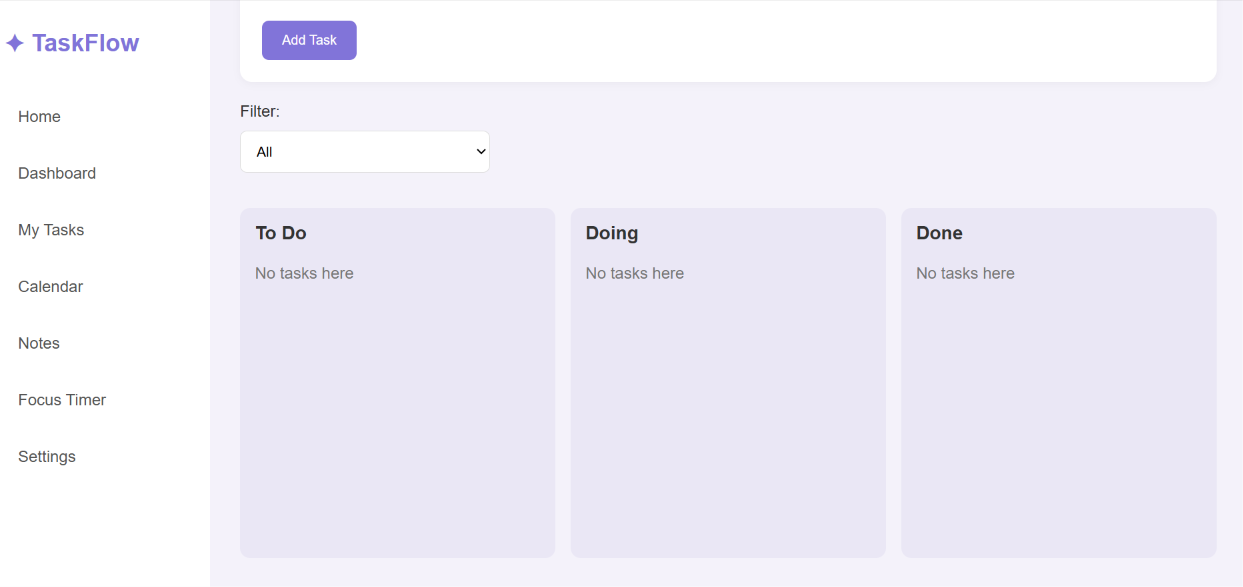 ✦ TaskFlow
Home
Dashboard
My Tasks
Calendar
Notes
Focus Timer
Settings
Add Task
Filter:
All
To Do
No tasks here
Doing
No tasks here
Done
No tasks here